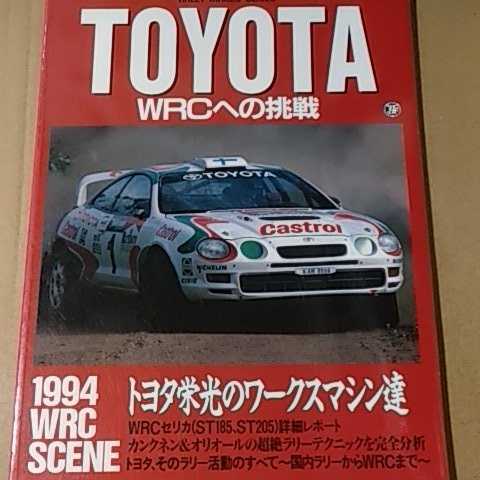 TOYOTA
WRCへの挑戦
TOYOTA
Castrol
Castrol
1
MICHELIN
1994
WRC
SCENE
トヨタ栄光のワークスマシン達
WRCセリカ(ST185、ST205)詳細レポート
カンクネン&オリオールの超絶ラリーテクニックを完全分析
トヨタ、そのラリー活動のすべて〜国内ラリーからWRCまで〜